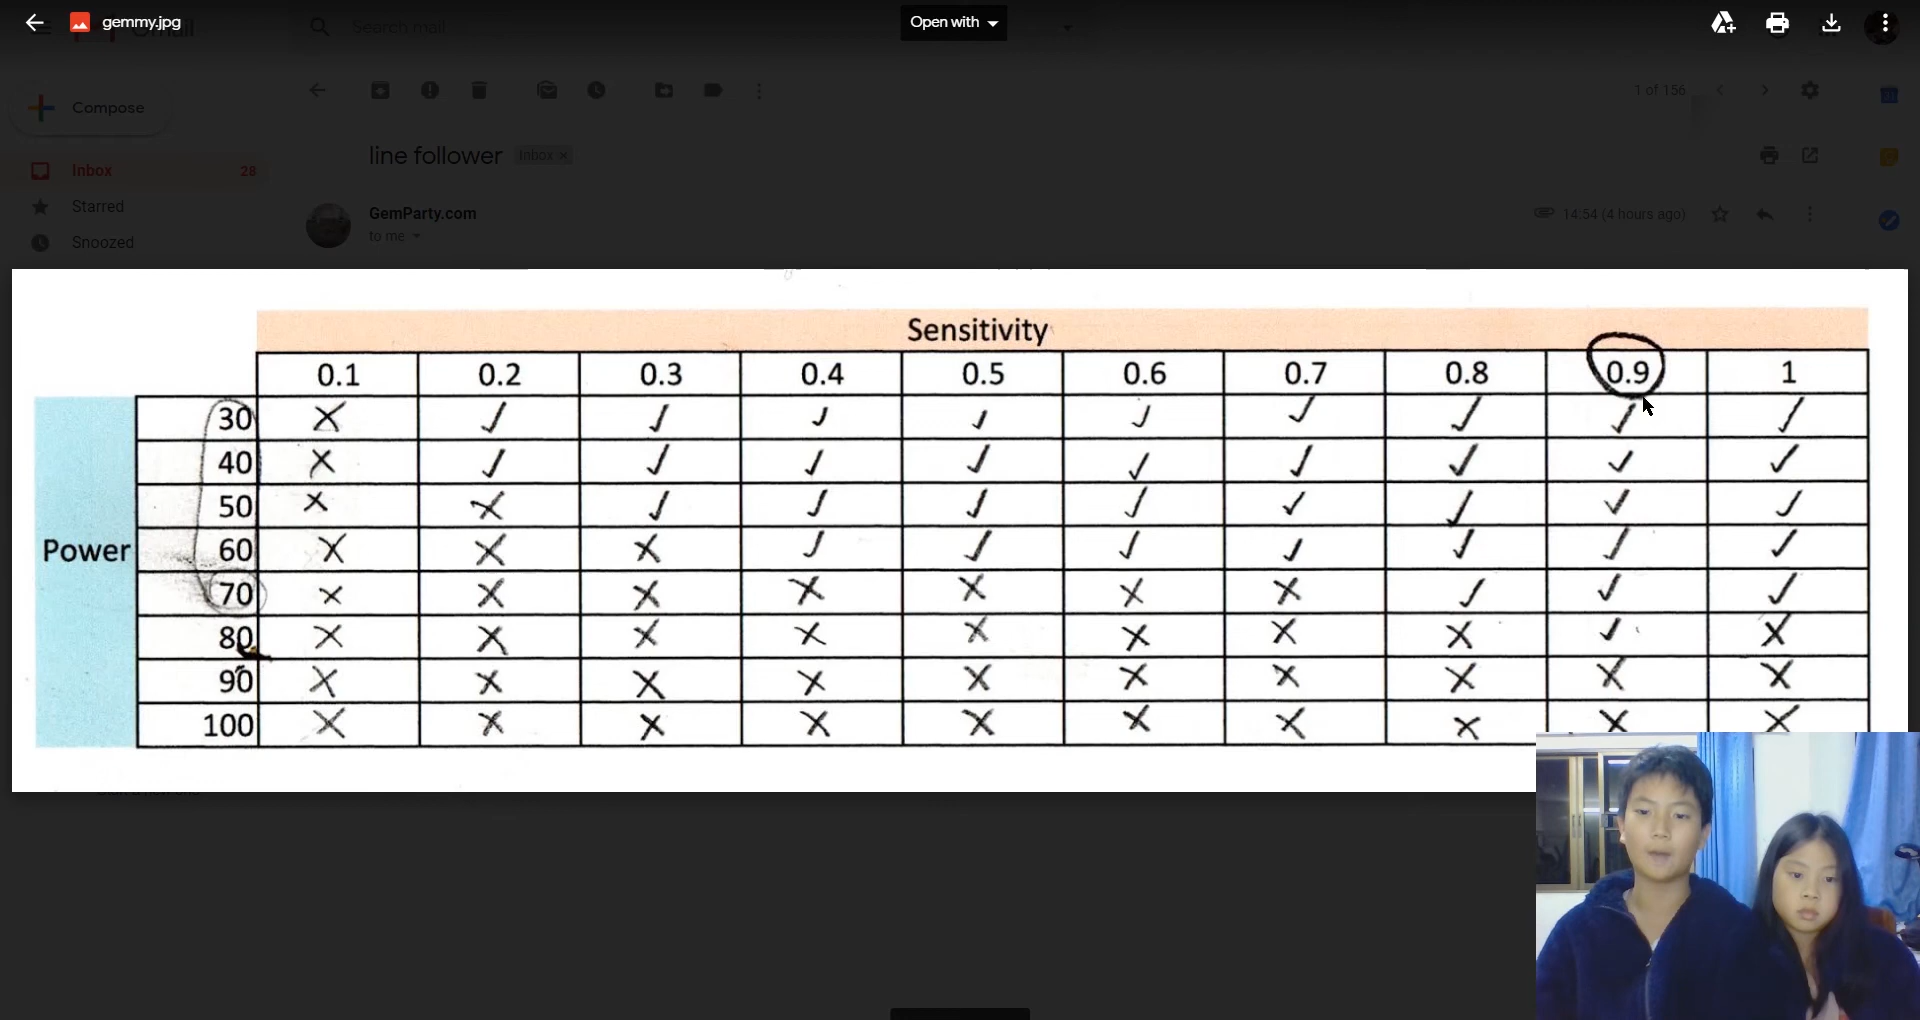 gemmy.jpg
Open with
Search mail
Compose
1 of 156
line follower Inbox ×
Inbox 28
Starred
GemParty.com
14:54 (4 hours ago)
to me
Snoozed
Sensitivity
0.1 0.2 0.3 0.4 0.5 0.6 0.7 0.8 0.9 1
30 X ✓ ✓ ✓ ✓ ✓ ✓ ✓ ✓ ✓
40 X ✓ ✓ ✓ ✓ ✓ ✓ ✓ ✓ ✓
50 X X ✓ ✓ ✓ ✓ ✓ ✓ ✓ ✓
Power 60 X X X ✓ ✓ ✓ ✓ ✓ ✓ ✓
70 X X X X X X X ✓ ✓ ✓
80 X X X X X X X X ✓ X
90 X X X X X X X X X X
100 X X X X X X X X X X